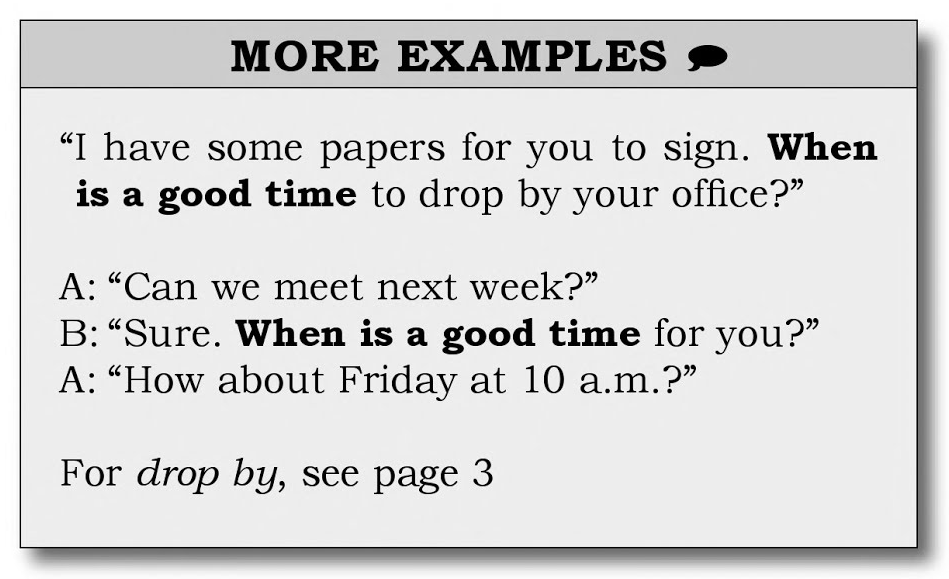 MORE EXAMPLES
“I have some papers for you to sign. When
is a good time to drop by your office?”
A: “Can we meet next week?”
B: “Sure. When is a good time for you?”
A: “How about Friday at 10 a.m.?”
For drop by, see page 3